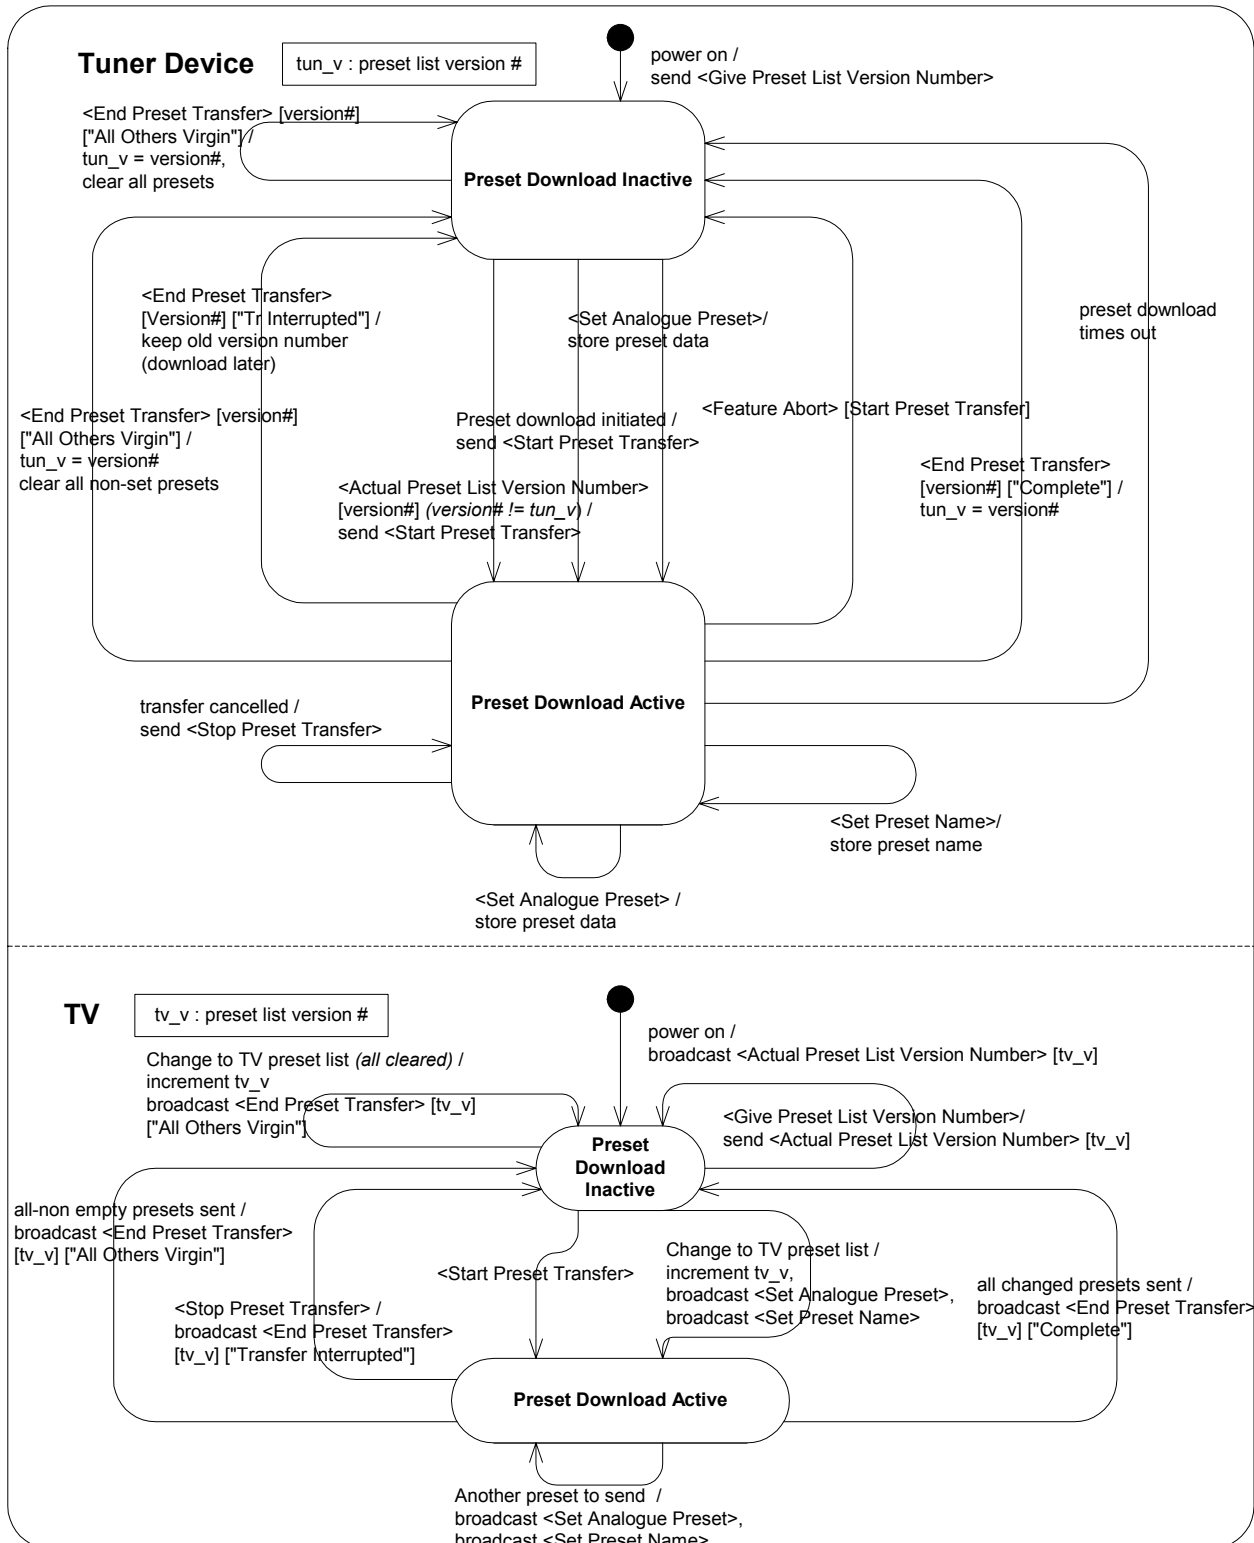 Tuner Device
tun_v : preset list version #
power on /
send <Give Preset List Version Number>
<End Preset Transfer> [version#]
["All Others Virgin"] /
tun_v = version#,
clear all presets
Preset Download Inactive
<End Preset Transfer>
[Version#] ["Tr Interrupted"] /
keep old version number
(download later)
<Set Analogue Preset>/
store preset data
preset download
times out
<End Preset Transfer> [version#]
["All Others Virgin"] /
tun_v = version#
clear all non-set presets
Preset download initiated /
send <Start Preset Transfer>
<Feature Abort> [Start Preset Transfer]
<End Preset Transfer>
[version#] ["Complete"] /
tun_v = version#
<Actual Preset List Version Number>
[version#] (version# != tun_v) /
send <Start Preset Transfer>
Preset Download Active
transfer cancelled /
send <Stop Preset Transfer>
<Set Preset Name>/
store preset name
<Set Analogue Preset> /
store preset data
TV
tv_v : preset list version #
power on /
broadcast <Actual Preset List Version Number> [tv_v]
Change to TV preset list (all cleared) /
increment tv_v
broadcast <End Preset Transfer> [tv_v]
["All Others Virgin"]
<Give Preset List Version Number>/
send <Actual Preset List Version Number> [tv_v]
Preset
Download
Inactive
all-non empty presets sent /
broadcast <End Preset Transfer>
[tv_v] ["All Others Virgin"]
<Start Preset Transfer>
Change to TV preset list /
increment tv_v,
broadcast <Set Analogue Preset>,
broadcast <Set Preset Name>
all changed presets sent /
broadcast <End Preset Transfer>
[tv_v] ["Complete"]
<Stop Preset Transfer> /
broadcast <End Preset Transfer>
[tv_v] ["Transfer Interrupted"]
Preset Download Active
Another preset to send /
broadcast <Set Analogue Preset>,
broadcast <Set Preset Name>